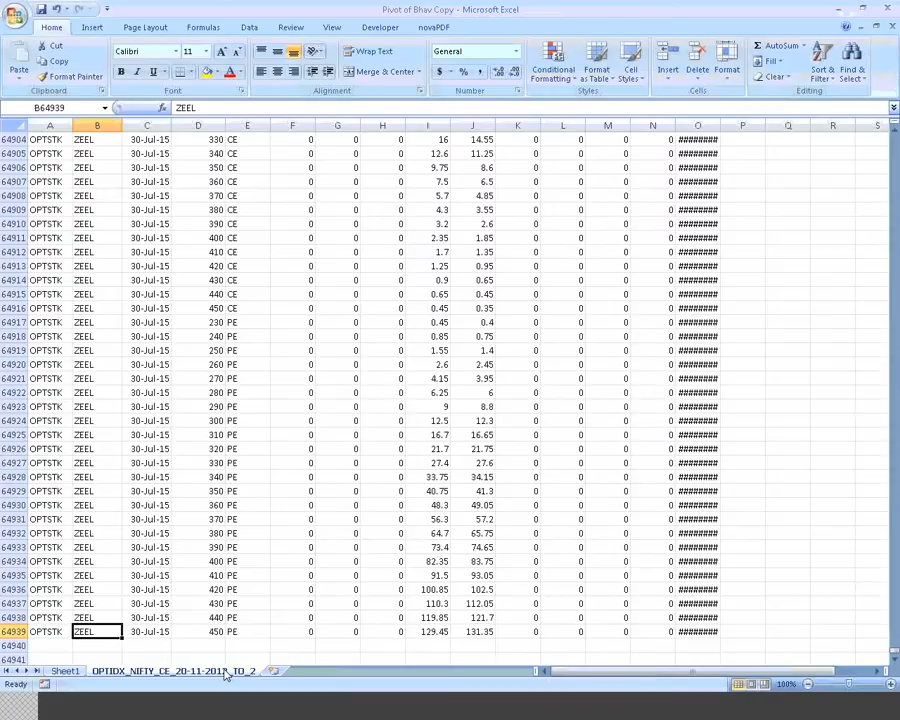 Pivot of Bhav Copy - Microsoft Excel
Home Insert Page Layout Formulas Data Review View Developer novaPDF
Cut Calibri 11 Wrap Text General AutoSum
Copy Fill
Paste Format Painter B I U Merge & Center $ % , Conditional Formatting Format as Table Cell Styles Insert Delete Format Clear Sort & Filter Find & Select
Clipboard Font Alignment Number Styles Cells Editing
B64939 fx ZEEL
A B C D E F G H I J K L M N O P Q R S
64904 OPTSTK ZEEL 30-Jul-15 330 CE 0 0 0 16 14.55 0 0 0 0 ########
64905 OPTSTK ZEEL 30-Jul-15 340 CE 0 0 0 12.6 11.25 0 0 0 0 ########
64906 OPTSTK ZEEL 30-Jul-15 350 CE 0 0 0 9.75 8.6 0 0 0 0 ########
64907 OPTSTK ZEEL 30-Jul-15 360 CE 0 0 0 7.5 6.5 0 0 0 0 ########
64908 OPTSTK ZEEL 30-Jul-15 370 CE 0 0 0 5.7 4.85 0 0 0 0 ########
64909 OPTSTK ZEEL 30-Jul-15 380 CE 0 0 0 4.3 3.55 0 0 0 0 ########
64910 OPTSTK ZEEL 30-Jul-15 390 CE 0 0 0 3.2 2.6 0 0 0 0 ########
64911 OPTSTK ZEEL 30-Jul-15 400 CE 0 0 0 2.35 1.85 0 0 0 0 ########
64912 OPTSTK ZEEL 30-Jul-15 410 CE 0 0 0 1.7 1.35 0 0 0 0 ########
64913 OPTSTK ZEEL 30-Jul-15 420 CE 0 0 0 1.25 0.95 0 0 0 0 ########
64914 OPTSTK ZEEL 30-Jul-15 430 CE 0 0 0 0.9 0.65 0 0 0 0 ########
64915 OPTSTK ZEEL 30-Jul-15 440 CE 0 0 0 0.65 0.45 0 0 0 0 ########
64916 OPTSTK ZEEL 30-Jul-15 450 CE 0 0 0 0.45 0.35 0 0 0 0 ########
64917 OPTSTK ZEEL 30-Jul-15 230 PE 0 0 0 0.45 0.4 0 0 0 0 ########
64918 OPTSTK ZEEL 30-Jul-15 240 PE 0 0 0 0.85 0.75 0 0 0 0 ########
64919 OPTSTK ZEEL 30-Jul-15 250 PE 0 0 0 1.55 1.4 0 0 0 0 ########
64920 OPTSTK ZEEL 30-Jul-15 260 PE 0 0 0 2.6 2.45 0 0 0 0 ########
64921 OPTSTK ZEEL 30-Jul-15 270 PE 0 0 0 4.15 3.95 0 0 0 0 ########
64922 OPTSTK ZEEL 30-Jul-15 280 PE 0 0 0 6.25 6 0 0 0 0 ########
64923 OPTSTK ZEEL 30-Jul-15 290 PE 0 0 0 9 8.8 0 0 0 0 ########
64924 OPTSTK ZEEL 30-Jul-15 300 PE 0 0 0 12.5 12.3 0 0 0 0 ########
64925 OPTSTK ZEEL 30-Jul-15 310 PE 0 0 0 16.7 16.65 0 0 0 0 ########
64926 OPTSTK ZEEL 30-Jul-15 320 PE 0 0 0 21.7 21.75 0 0 0 0 ########
64927 OPTSTK ZEEL 30-Jul-15 330 PE 0 0 0 27.4 27.6 0 0 0 0 ########
64928 OPTSTK ZEEL 30-Jul-15 340 PE 0 0 0 33.75 34.15 0 0 0 0 ########
64929 OPTSTK ZEEL 30-Jul-15 350 PE 0 0 0 40.75 41.3 0 0 0 0 ########
64930 OPTSTK ZEEL 30-Jul-15 360 PE 0 0 0 48.3 49.05 0 0 0 0 ########
64931 OPTSTK ZEEL 30-Jul-15 370 PE 0 0 0 56.3 57.2 0 0 0 0 ########
64932 OPTSTK ZEEL 30-Jul-15 380 PE 0 0 0 64.7 65.75 0 0 0 0 ########
64933 OPTSTK ZEEL 30-Jul-15 390 PE 0 0 0 73.4 74.65 0 0 0 0 ########
64934 OPTSTK ZEEL 30-Jul-15 400 PE 0 0 0 82.35 83.75 0 0 0 0 ########
64935 OPTSTK ZEEL 30-Jul-15 410 PE 0 0 0 91.5 93.05 0 0 0 0 ########
64936 OPTSTK ZEEL 30-Jul-15 420 PE 0 0 0 100.85 102.5 0 0 0 0 ########
64937 OPTSTK ZEEL 30-Jul-15 430 PE 0 0 0 110.3 112.05 0 0 0 0 ########
64938 OPTSTK ZEEL 30-Jul-15 440 PE 0 0 0 119.85 121.7 0 0 0 0 ########
64939 OPTSTK ZEEL 30-Jul-15 450 PE 0 0 0 129.45 131.35 0 0 0 0 ########
64940
64941
Sheet1 OPTIDX_NIFTY_CE_20-11-201 _TO_2
Ready 100%